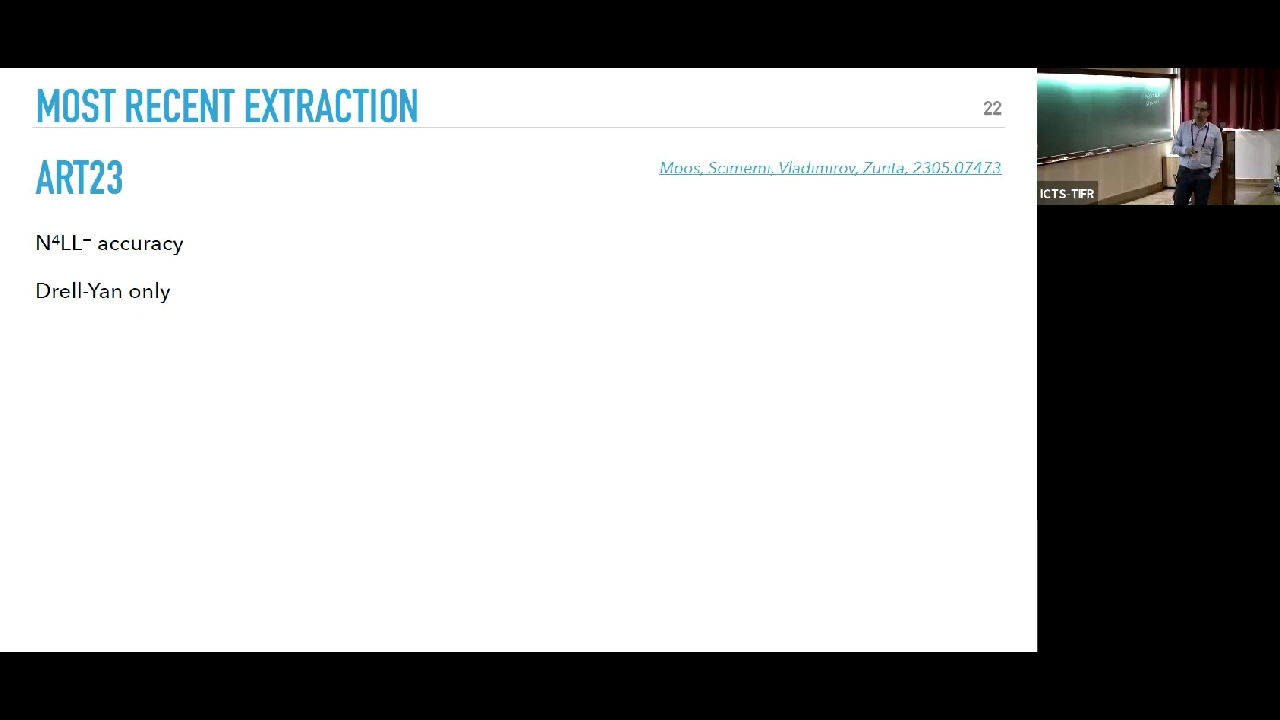 MOST RECENT EXTRACTION
22
ART23
Moos, Scimemi, Vladimirov, Zurita, 2305.07473
N⁴LL⁻ accuracy
Drell-Yan only
ICTS-TIFR